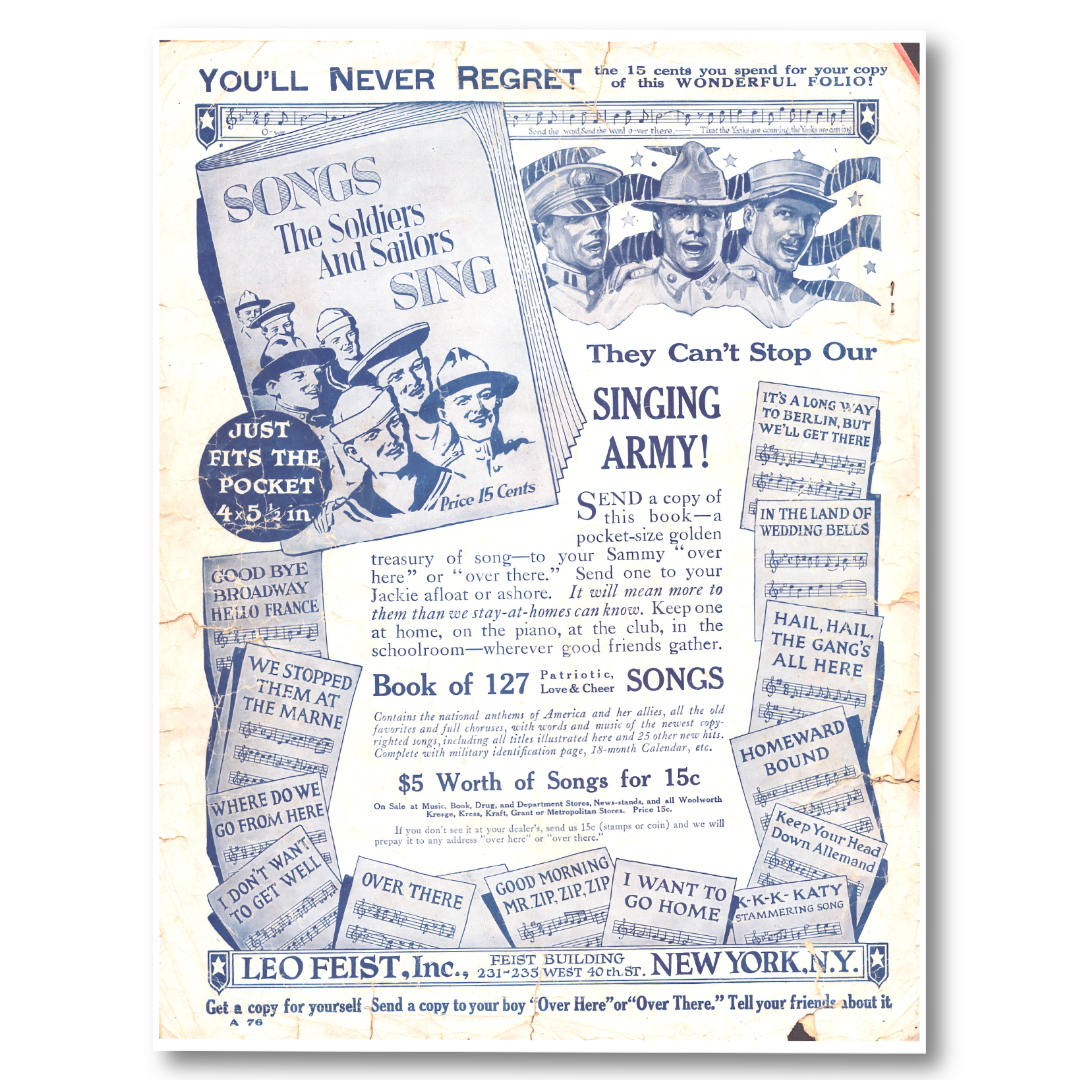 YOU'LL NEVER REGRET the 15 cents you spend for your copy
of this WONDERFUL FOLIO!
Send the word, Send the word o-ver there. That the Yanks are coming, the Yanks are coming
SONGS
The Soldiers
And Sailors
SING
Price 15 Cents
JUST
FITS THE
POCKET
4x5 ½ in.
They Can't Stop Our
SINGING
ARMY!
SEND a copy of
this book—a
pocket-size golden
treasury of song—to your Sammy "over
here" or "over there." Send one to your
Jackie afloat or ashore. It will mean more to
them than we stay-at-homes can know. Keep one
at home, on the piano, at the club, in the
schoolroom—wherever good friends gather.
Book of 127 Patriotic, Love & Cheer SONGS
Contains the national anthems of America and her allies, all the old
favorites and full choruses, with words and music of the newest copy-
righted songs, including all titles illustrated here and 25 other new hits.
Complete with military identification page, 18-month Calendar, etc.
$5 Worth of Songs for 15c
On Sale at Music, Book, Drug, and Department Stores, News-stands, and all Woolworth
Kresge, Kress, Kraft, Grant or Metropolitan Stores. Price 15c.
If you don't see it at your dealer's, send us 15c (stamps or coin) and we will
prepay it to any address "over here" or "over there."
GOOD BYE
BROADWAY
HELLO FRANCE
WE STOPPED
THEM AT
THE MARNE
WHERE DO WE
GO FROM HERE
I DON'T WANT
TO GET WELL
OVER THERE
GOOD MORNING
MR. ZIP, ZIP, ZIP
I WANT TO
GO HOME
K-K-K-KATY
STAMMERING SONG
Keep Your Head
Down Allemand
HOMEWARD
BOUND
HAIL, HAIL,
THE GANG'S
ALL HERE
IN THE LAND OF
WEDDING BELLS
IT'S A LONG WAY
TO BERLIN, BUT
WE'LL GET THERE
LEO FEIST, Inc., FEIST BUILDING
231-235 WEST 40th ST. NEW YORK, N.Y.
Get a copy for yourself Send a copy to your boy "Over Here" or "Over There." Tell your friends about it
A 76